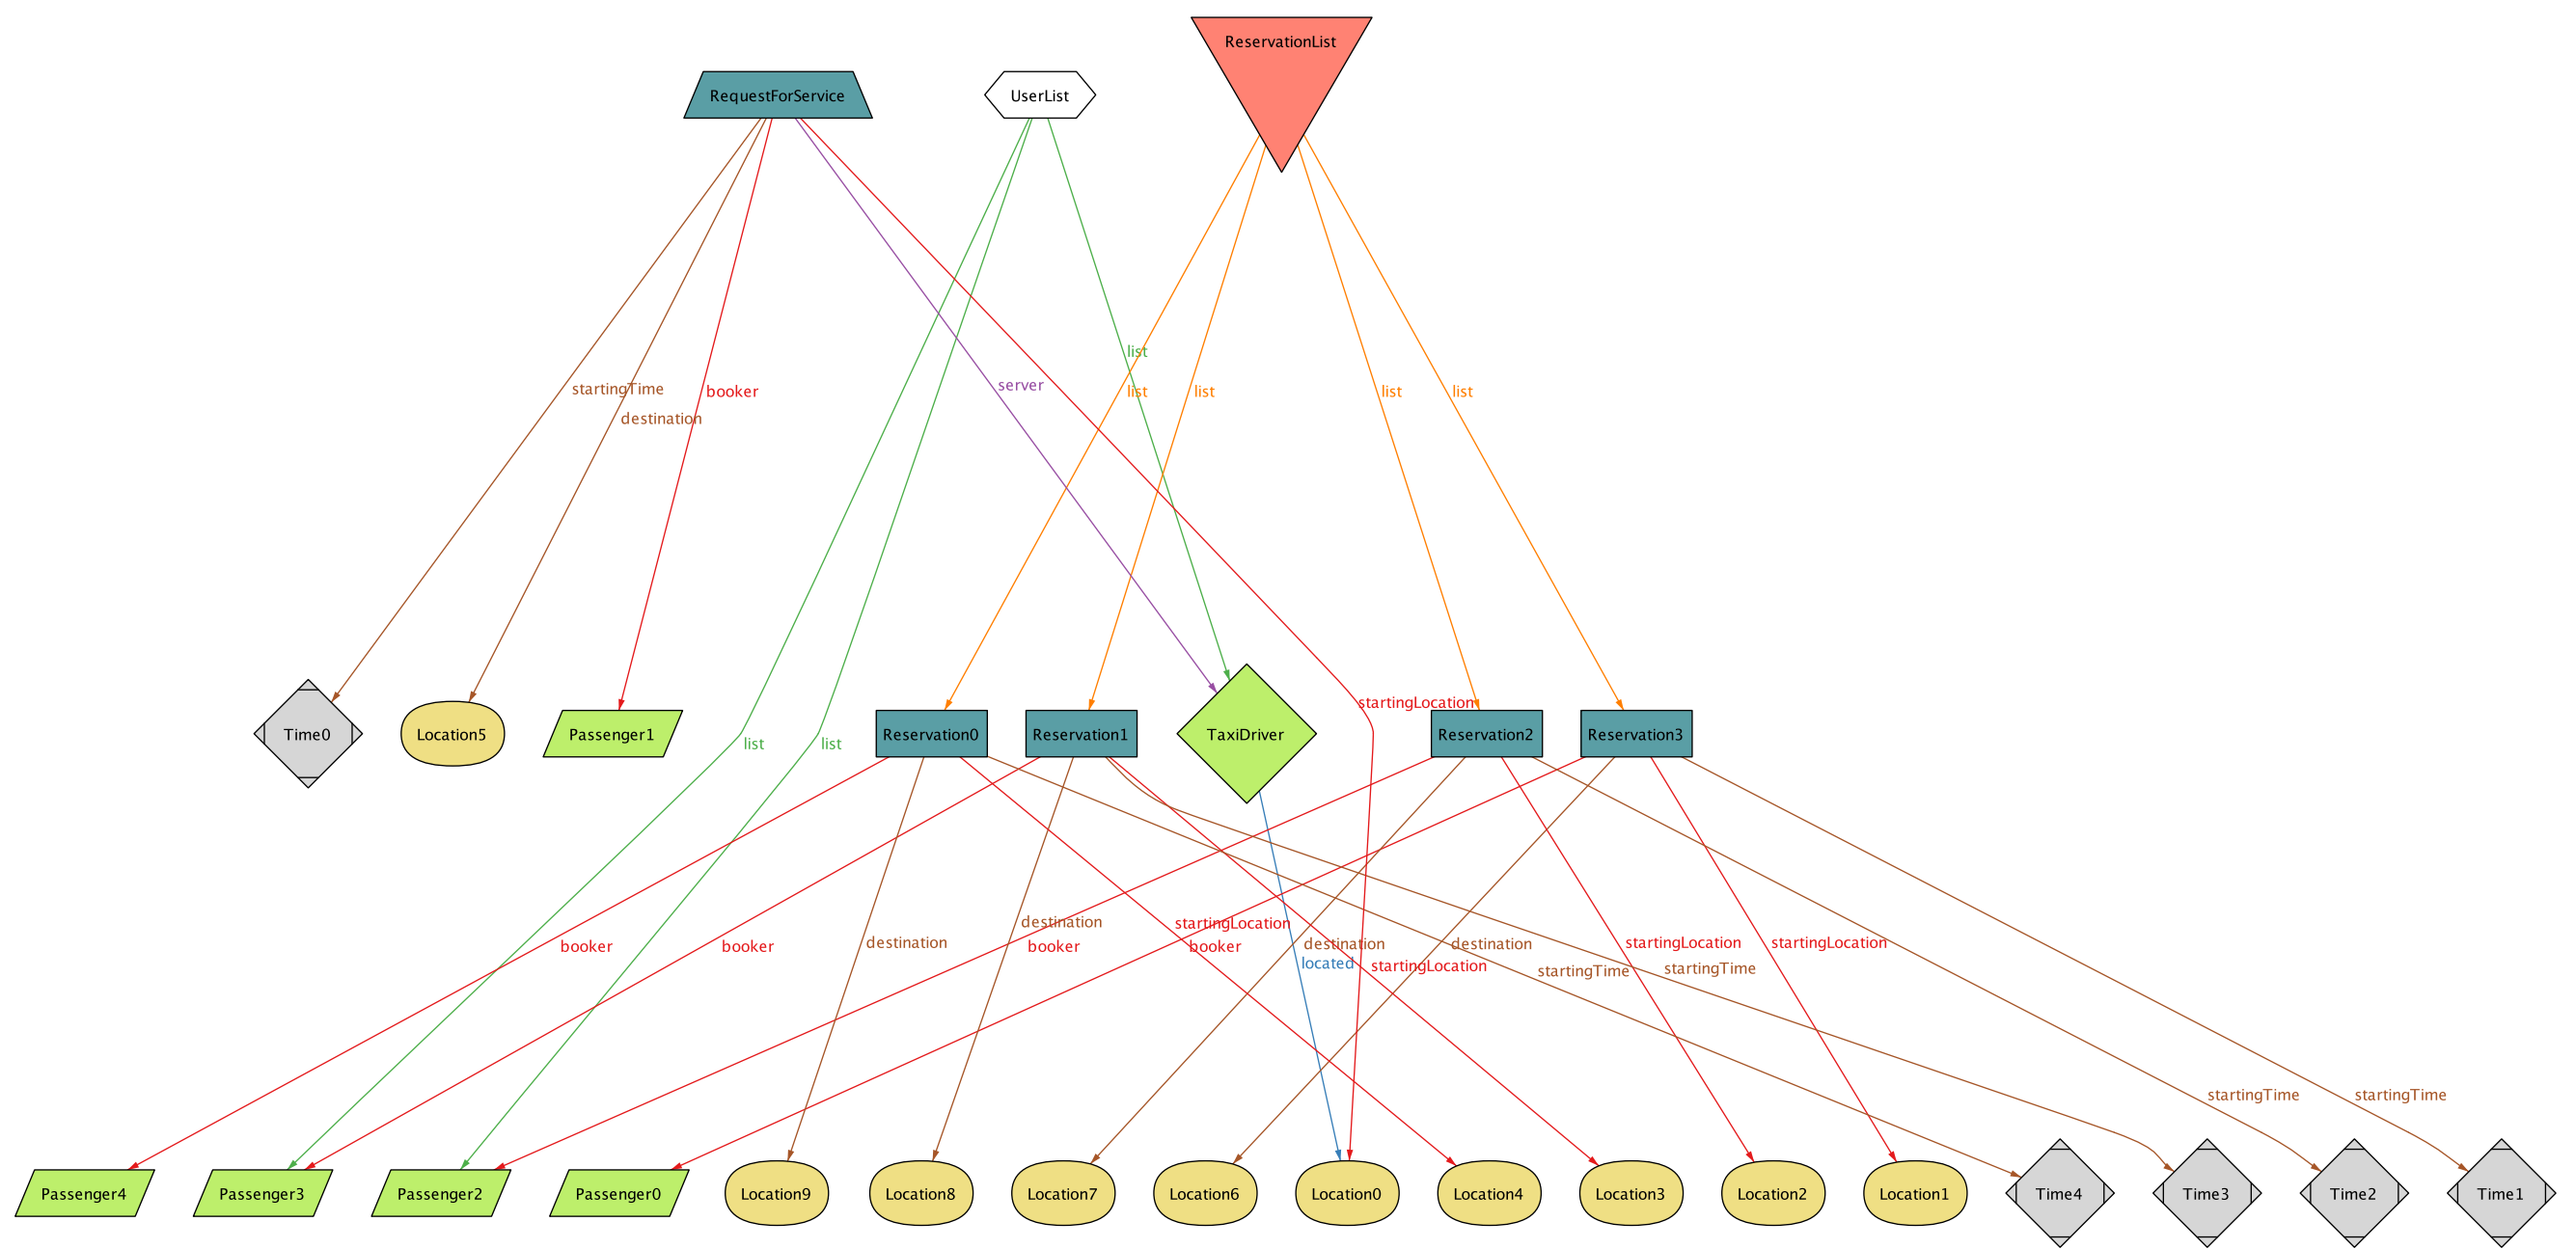 ReservationList
RequestForService
UserList
list
server
startingTime
booker
list
list
list
list
destination
startingLocation
Time0
Location5
Passenger1
list
list
Reservation0
Reservation1
TaxiDriver
Reservation2
Reservation3
destination
startingLocation
booker
booker
destination
booker
booker
destination
destination
startingLocation
startingLocation
located
startingLocation
startingTime
startingTime
startingTime
startingTime
Passenger4
Passenger3
Passenger2
Passenger0
Location9
Location8
Location7
Location6
Location0
Location4
Location3
Location2
Location1
Time4
Time3
Time2
Time1